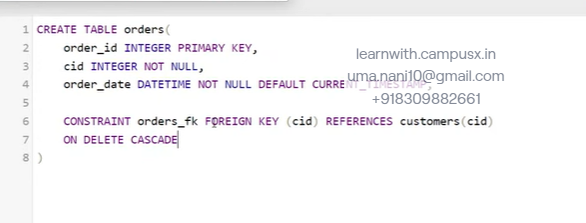 1 CREATE TABLE orders(
2 order_id INTEGER PRIMARY KEY,
3 cid INTEGER NOT NULL,
4 order_date DATETIME NOT NULL DEFAULT CURRENT_TIMESTAMP,
5
6 CONSTRAINT orders_fk FOREIGN KEY (cid) REFERENCES customers(cid)
7 ON DELETE CASCADE
8 )
learnwith.campusx.in
uma.nani10@gmail.com
+918309882661